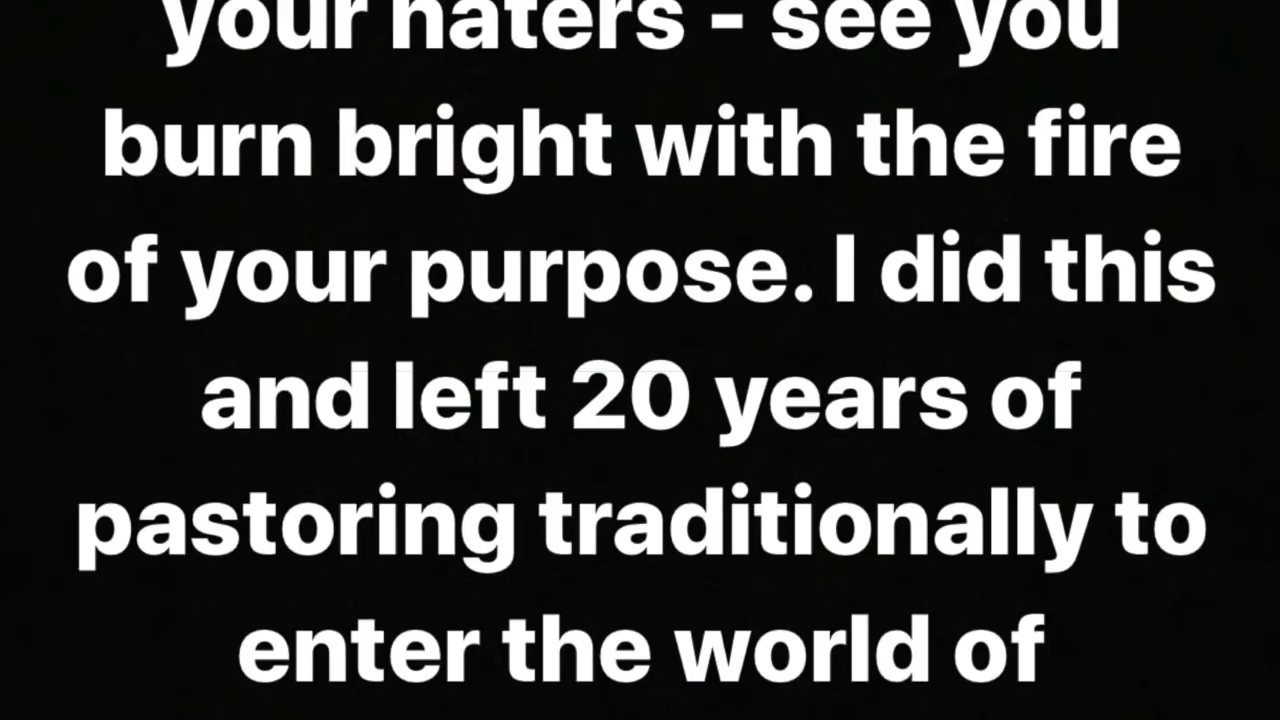 your haters - see you
burn bright with the fire
of your purpose. I did this
and left 20 years of
pastoring traditionally to
enter the world of